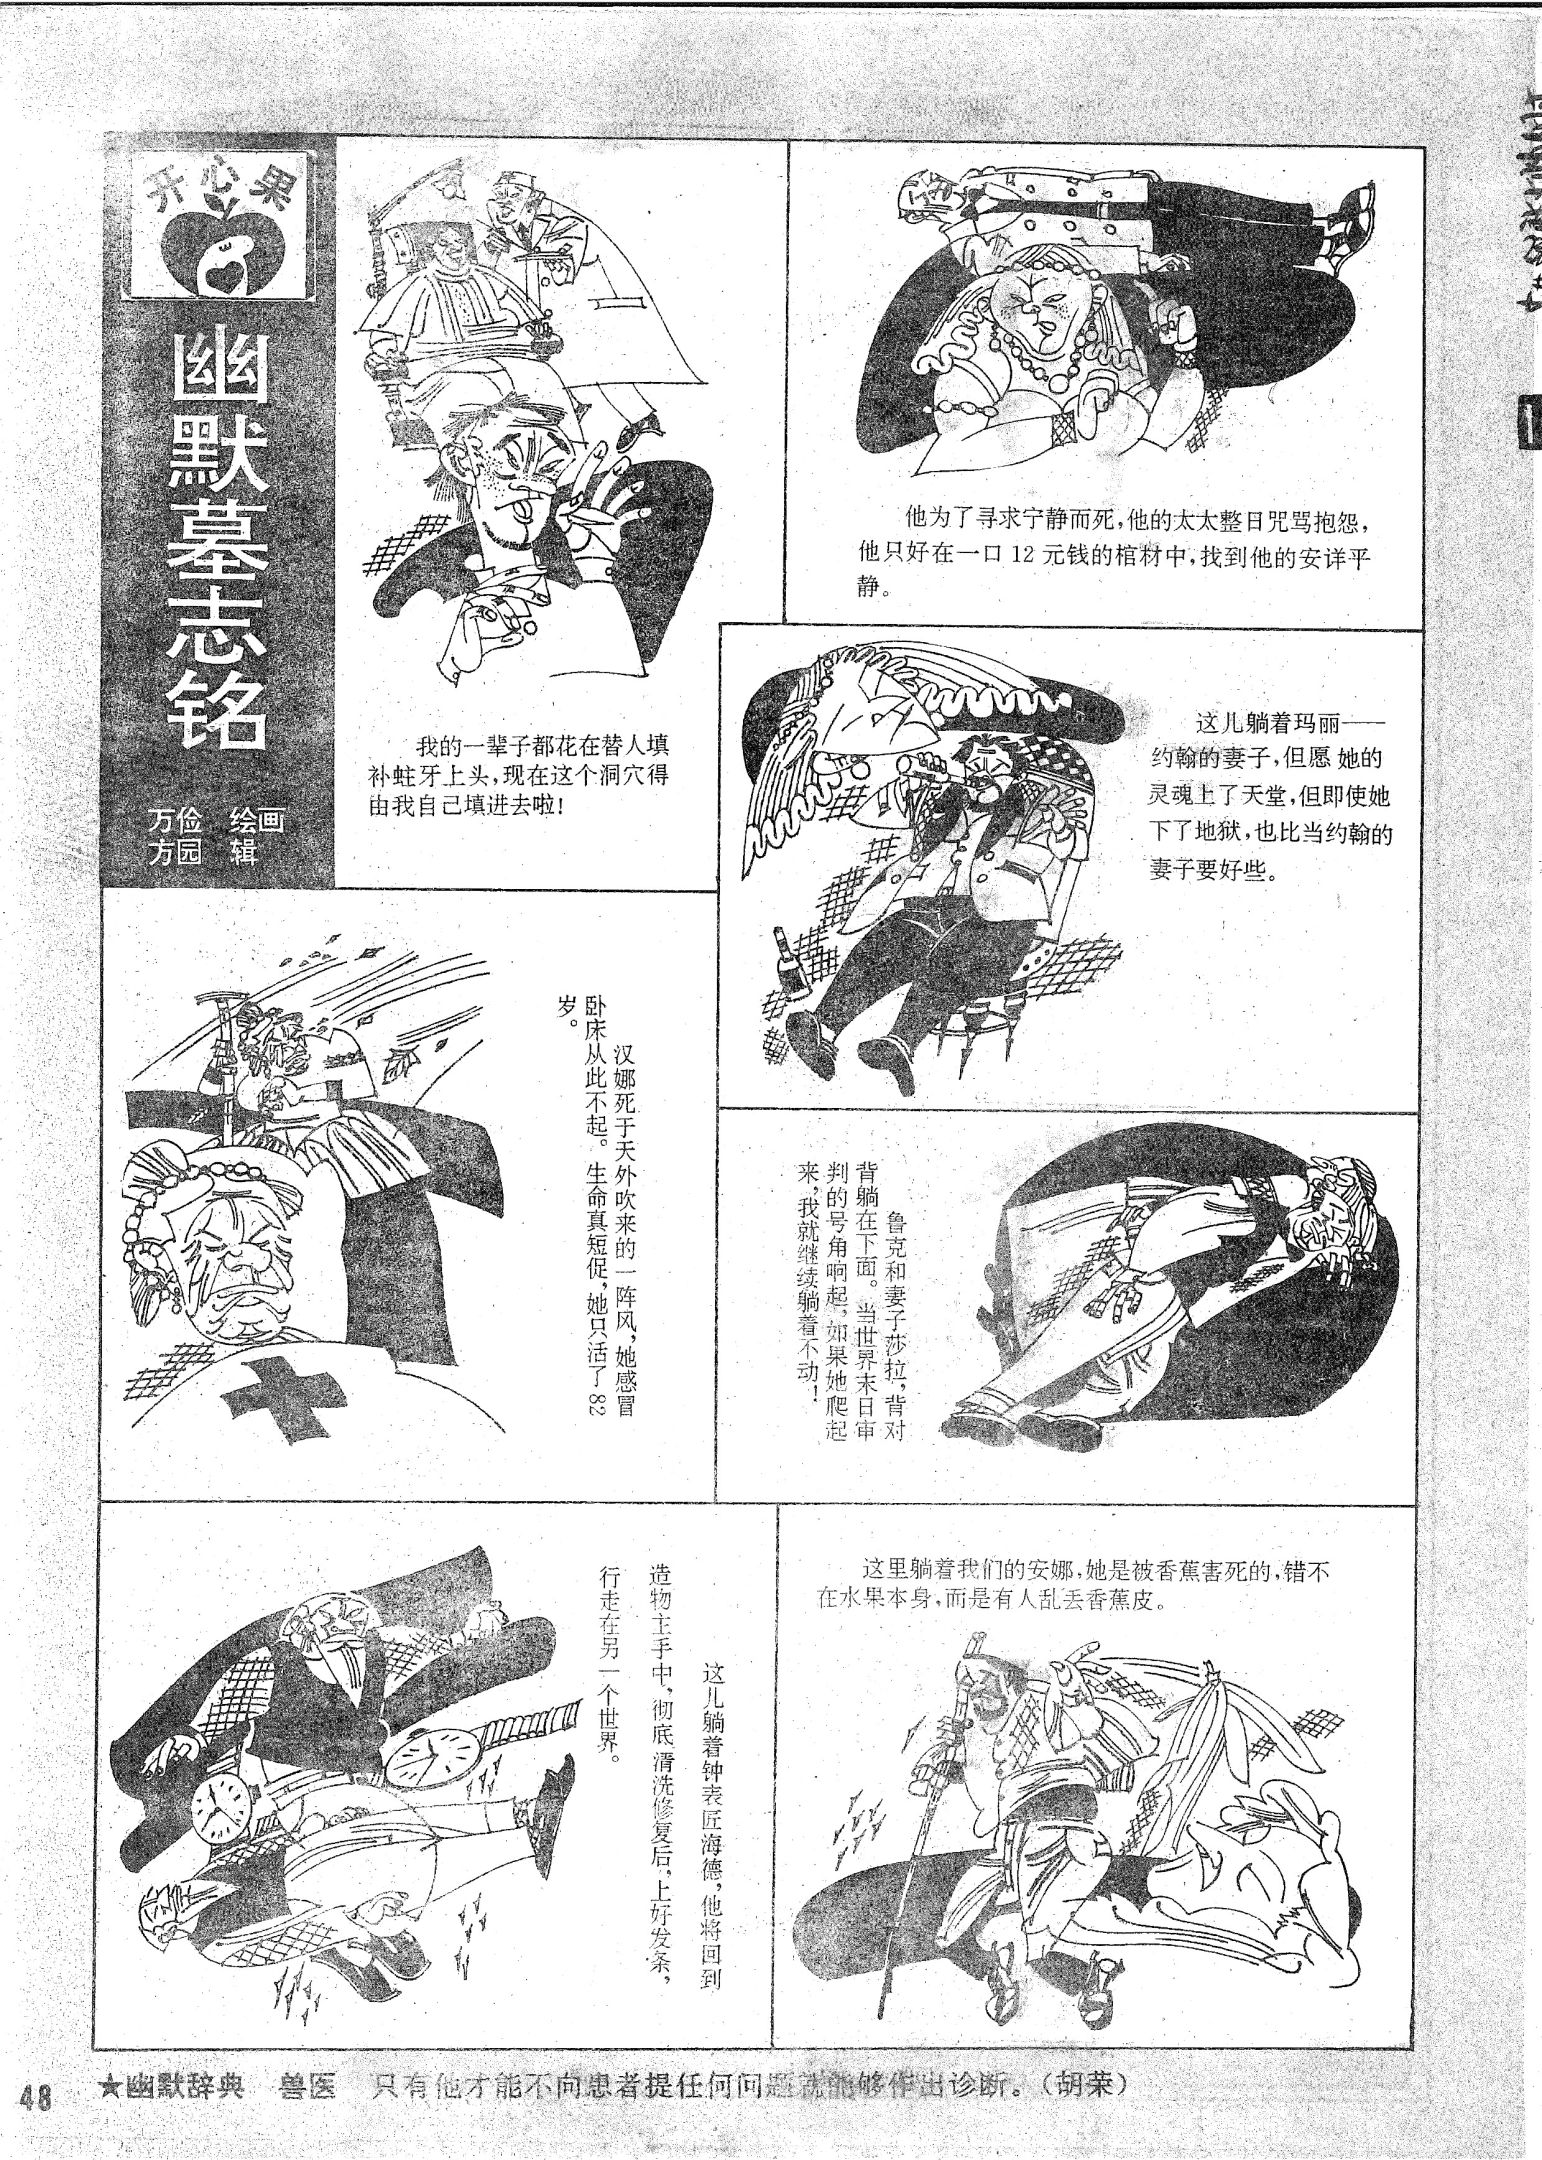 开心果
幽默墓志铭
万俭 绘画
方园 辑
我的一辈子都花在替人填
补蛀牙上头，现在这个洞穴得
由我自己填进去啦！
他为了寻求宁静而死，他的太太整日咒骂抱怨，
他只好在一口12元钱的棺材中，找到他的安详平
静。
这儿躺着玛丽——
约翰的妻子，但愿她的
灵魂上了天堂，但即使她
下了地狱，也比当约翰的
妻子要好些。
汉娜死于天外吹来的一阵风，她感冒
卧床从此不起。生命真短促，她只活了82
岁。
鲁克和妻子莎拉，背对
背躺在下面。当世界末日审
判的号角响起，如果她爬起
来，我就继续躺着不动！
这儿躺着钟表匠海德，他将回到
造物主手中，彻底清洗修复后，上好发条，
行走在另一个世界。
这里躺着我们的安娜，她是被香蕉害死的，错不
在水果本身，而是有人乱丢香蕉皮。
★幽默辞典 兽医 只有他才能不向患者提任何问题就能够作出诊断。（胡荣）
48